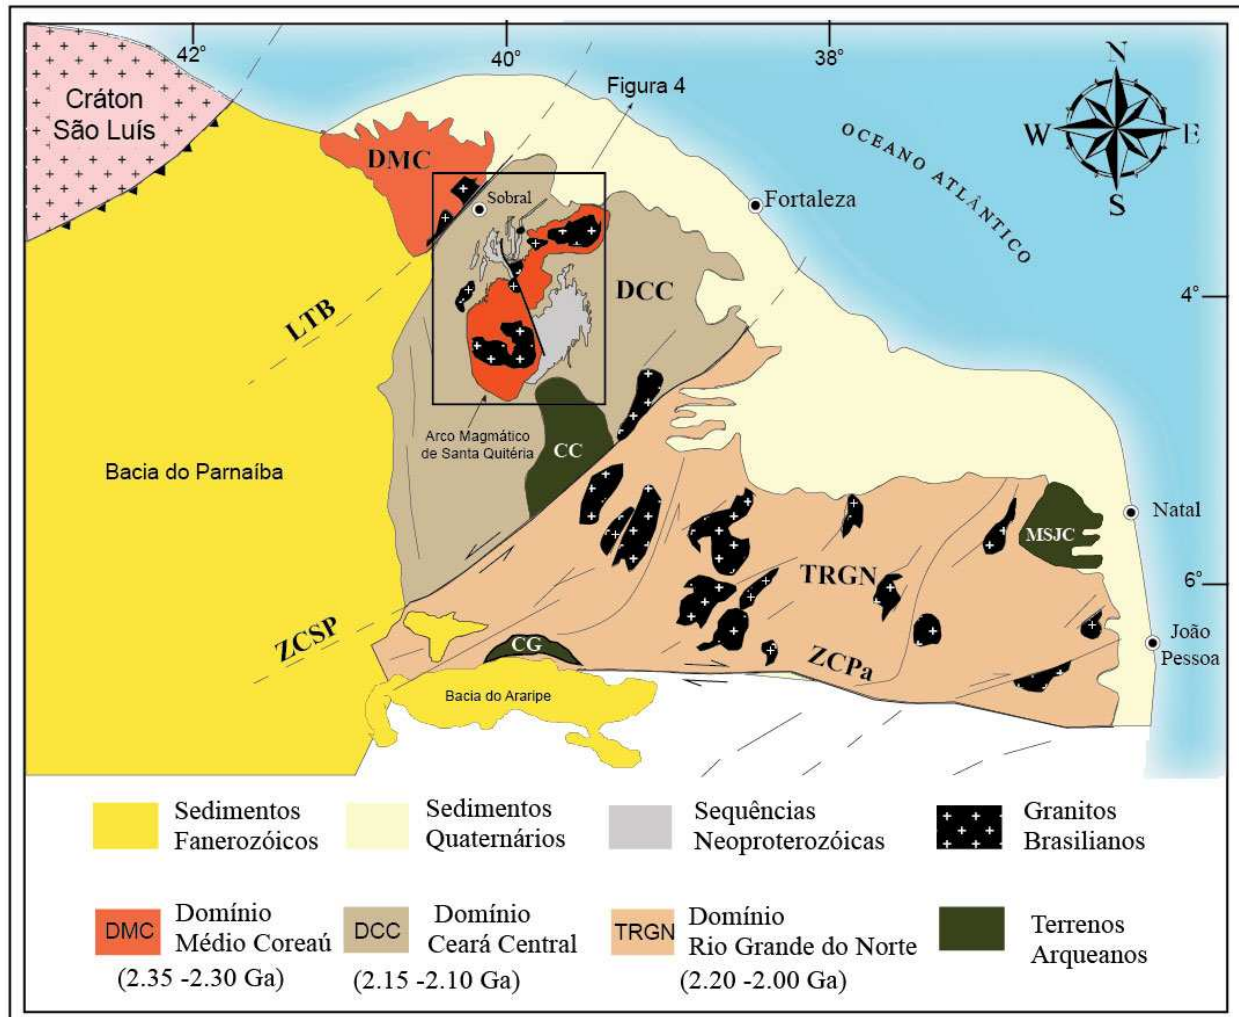 42°
40°
38°
Figura 4
N
W
E
S
Cráton
São Luís
OCEANO ATLÂNTICO
DMC
Sobral
Fortaleza
DCC
4°
LTB
Arco Magmático
de Santa Quitéria
CC
Bacia do Parnaíba
MSJC
Natal
TRGN
6°
ZCSP
CG
ZCPa
João
Pessoa
Bacia do Araripe
Sedimentos
Fanerozóicos
Sedimentos
Quaternários
Sequências
Neoproterozóicas
Granitos
Brasilianos
DMC
Domínio
Médio Coreaú
(2.35 -2.30 Ga)
DCC
Domínio
Ceará Central
(2.15 -2.10 Ga)
TRGN
Domínio
Rio Grande do Norte
(2.20 -2.00 Ga)
Terrenos
Arqueanos